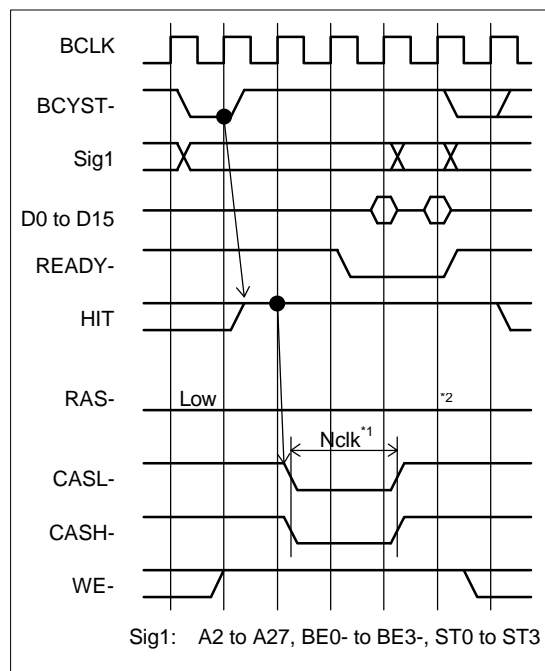 BCLK
BCYST-
Sig1
D0 to D15
READY-
HIT
RAS-
Low
*2
Nclk*1
CASL-
CASH-
WE-
Sig1: A2 to A27, BE0- to BE3-, ST0 to ST3